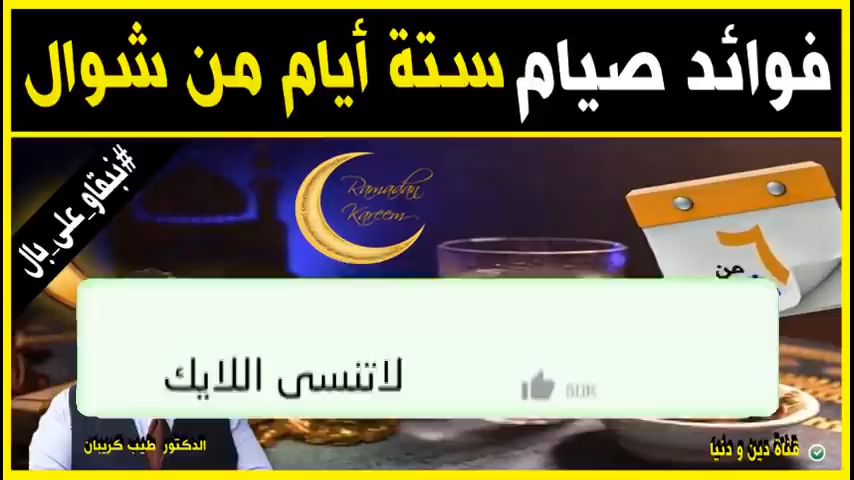 فوائد صيام ستة أيام من شوال
#نبقاو_على_بال
Ramadan
Kareem
٦
من
لاتنسى اللايك
60K
الدكتور طيب كريبان
قناة دين و دنيا